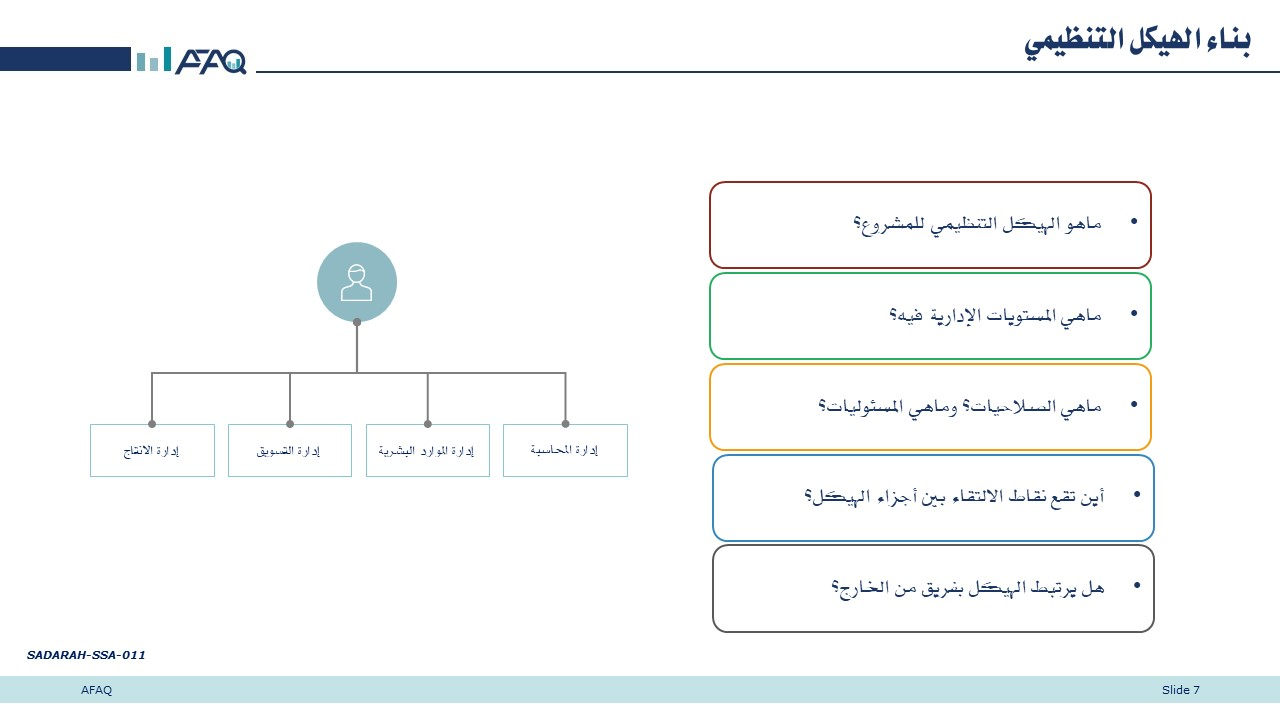 بناء الهيكل التنظيمي
AFAQ
• ماهو الهيكل التنظيمي للمشروع؟
• ماهي المستويات الإدارية فيه؟
• ماهي الصلاحيات؟ وماهي المسئوليات؟
• أين تقع نقاط الالتقاء بين أجزاء الهيكل؟
• هل يرتبط الهيكل بفريق من الخارج؟
إدارة المحاسبة
إدارة الموارد البشرية
إدارة التسويق
إدارة الانتاج
SADARAH-SSA-011
AFAQ
Slide 7